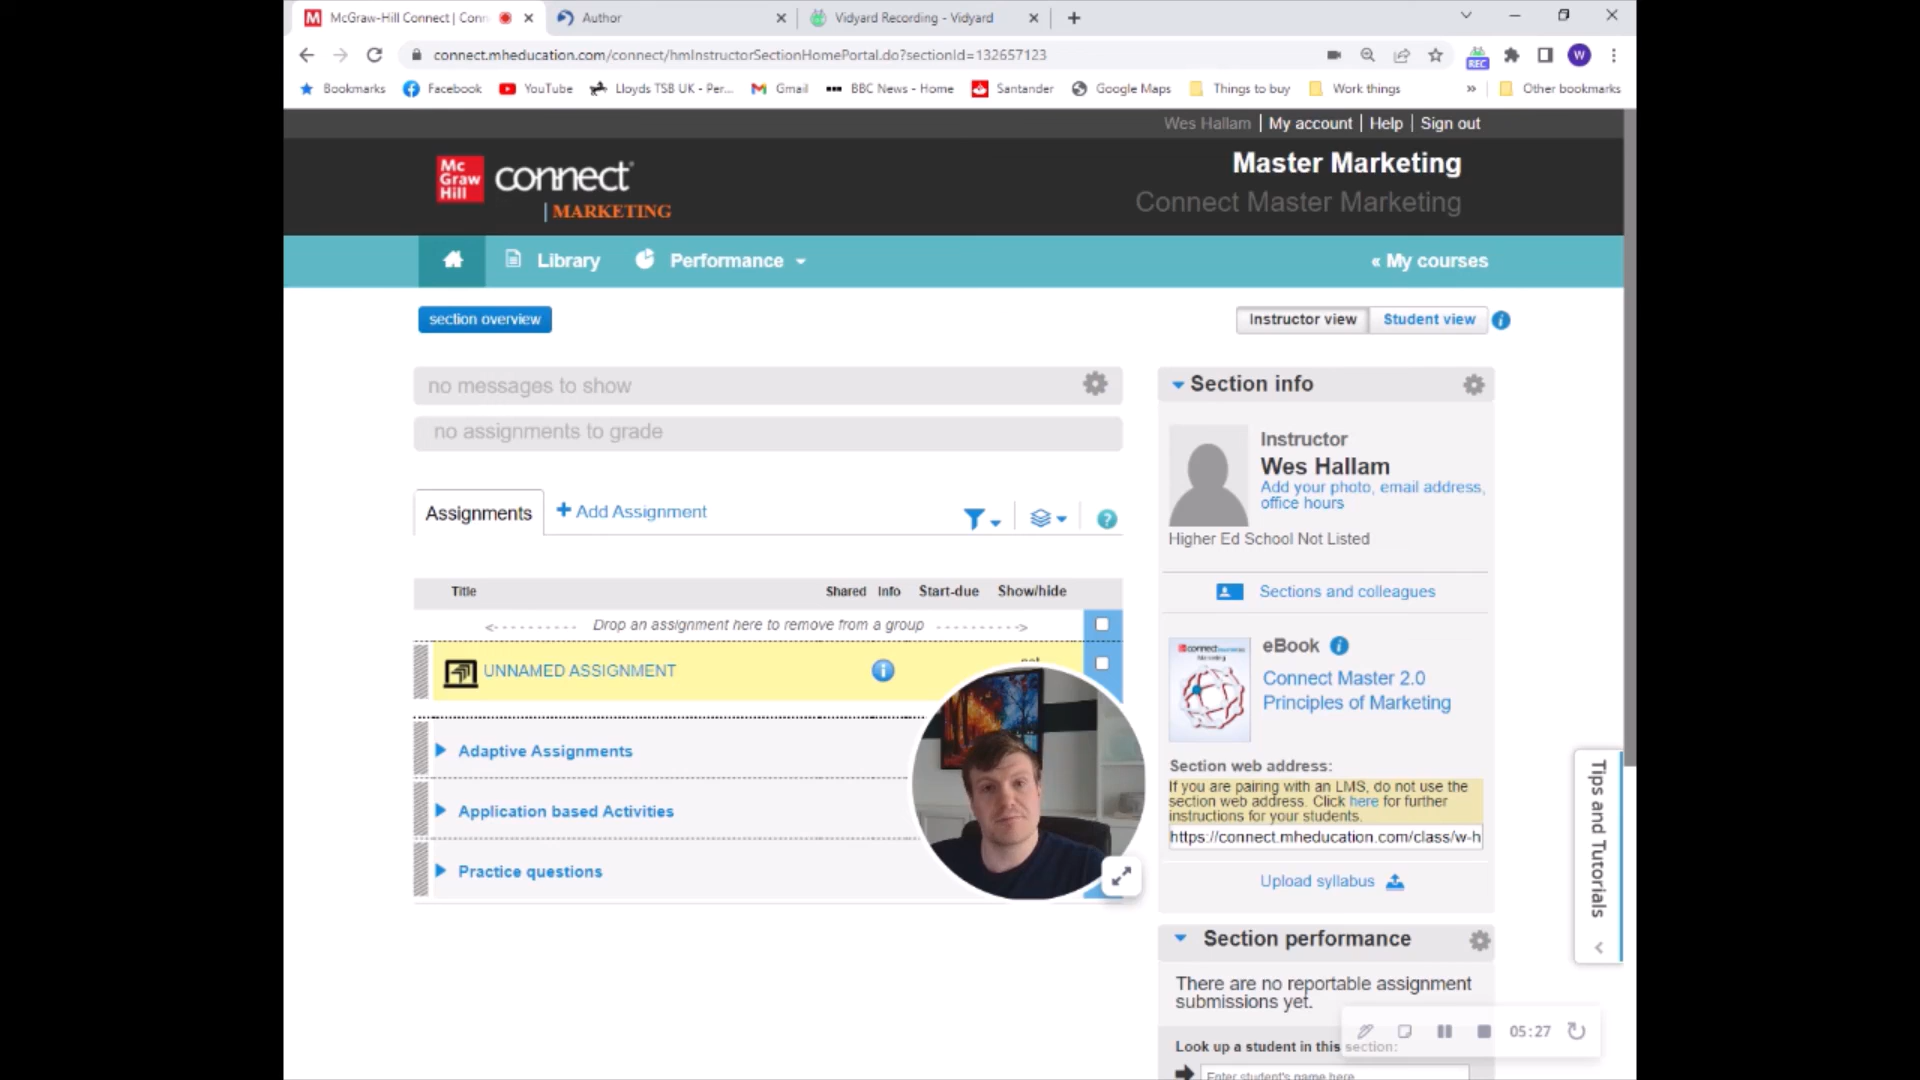 McGraw-Hill Connect | Conn
Author
Vidyard Recording - Vidyard
connect.mheducation.com/connect/hmInstructorSectionHomePortal.do?sectionId=132657123
REC
W
Bookmarks
Facebook
YouTube
Lloyds TSB UK - Per...
Gmail
BBC News - Home
Santander
Google Maps
Things to buy
Work things
»
Other bookmarks
Wes Hallam | My account | Help | Sign out
Mc
Graw
Hill
connect
| MARKETING
Master Marketing
Connect Master Marketing
Library
Performance
« My courses
section overview
Instructor view
Student view
no messages to show
no assignments to grade
Assignments
+ Add Assignment
Title
Shared
Info
Start-due
Show/hide
<---------- Drop an assignment here to remove from a group ---------->
UNNAMED ASSIGNMENT
Adaptive Assignments
Application based Activities
Practice questions
Section info
Instructor
Wes Hallam
Add your photo, email address,
office hours
Higher Ed School Not Listed
Sections and colleagues
eBook
Connect Master 2.0
Principles of Marketing
Section web address:
If you are pairing with an LMS, do not use the
section web address. Click here for further
instructions for your students.
https://connect.mheducation.com/class/w-h
Upload syllabus
Section performance
There are no reportable assignment
submissions yet.
Look up a student in this section:
Enter student's name here
Tips and Tutorials
05:27